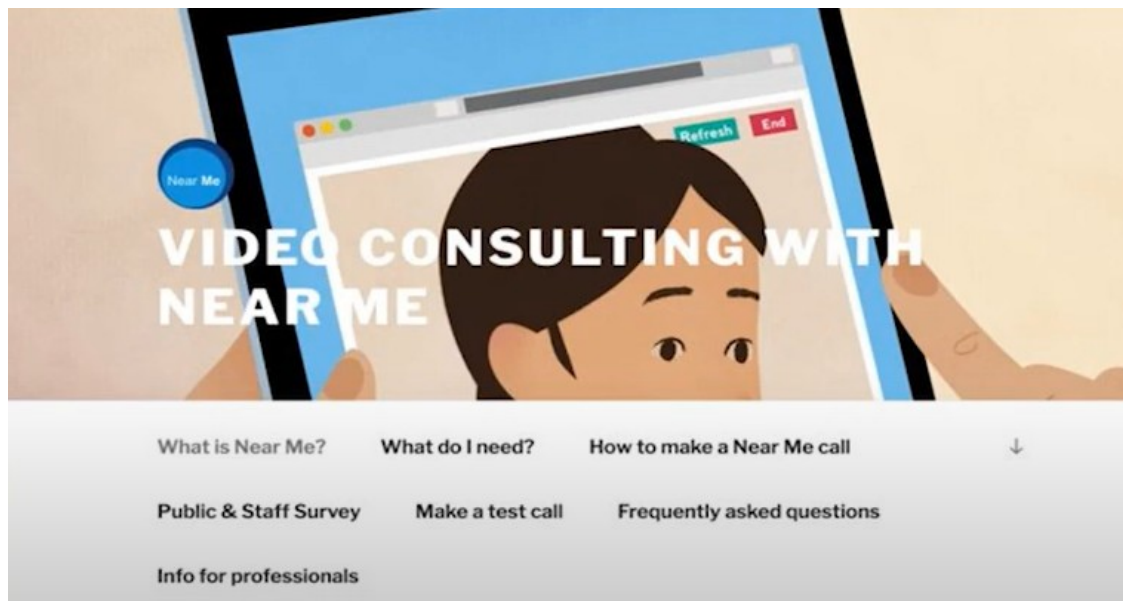 Refresh End
Near Me
VIDEO CONSULTING WITH
NEAR ME
What is Near Me? What do I need? How to make a Near Me call
Public & Staff Survey Make a test call Frequently asked questions
Info for professionals